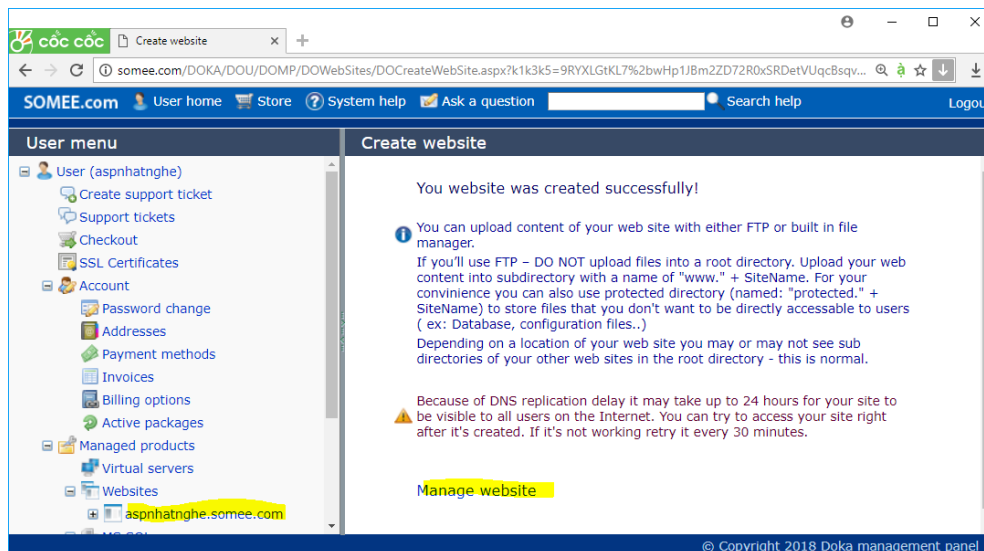 cốc cốc
Create website
somee.com/DOKA/DOU/DOMP/DOWebSites/DOCreateWebSite.aspx?k1k3k5=9RYXLGtKL7%2bwHp1JBm2ZD72R0xSRDetVUqcBsqv...
SOMEE.com User home Store System help Ask a question Search help Logou
User menu
User (aspnhatnghe)
Create support ticket
Support tickets
Checkout
SSL Certificates
Account
Password change
Addresses
Payment methods
Invoices
Billing options
Active packages
Managed products
Virtual servers
Websites
aspnhatnghe.somee.com
Create website
You website was created successfully!
You can upload content of your web site with either FTP or built in file
manager.
If you'll use FTP – DO NOT upload files into a root directory. Upload your web
content into subdirectory with a name of "www." + SiteName. For your
convinience you can also use protected directory (named: "protected." +
SiteName) to store files that you don't want to be directly accessable to users
( ex: Database, configuration files..)
Depending on a location of your web site you may or may not see sub
directories of your other web sites in the root directory - this is normal.
Because of DNS replication delay it may take up to 24 hours for your site to
be visible to all users on the Internet. You can try to access your site right
after it's created. If it's not working retry it every 30 minutes.
Manage website
© Copyright 2018 Doka management panel